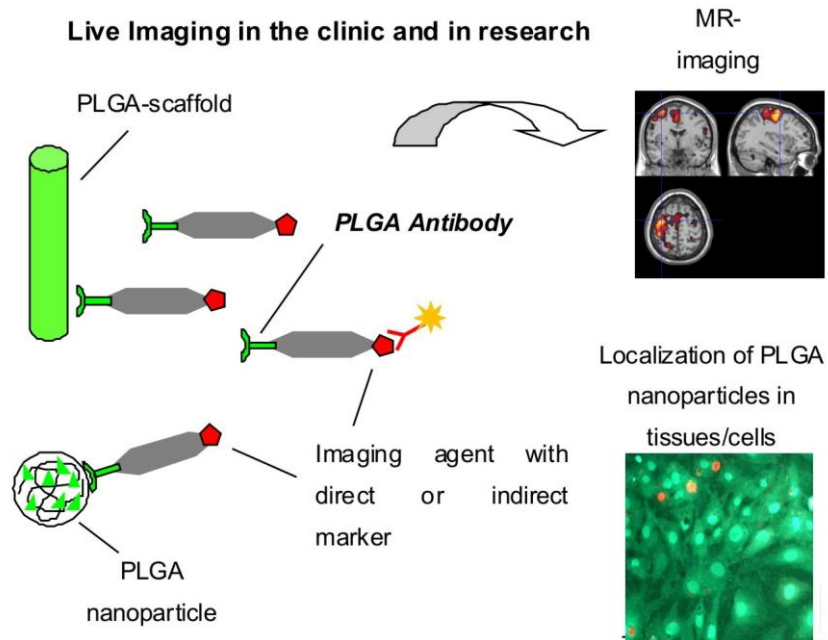 Live Imaging in the clinic and in research
MR-
imaging
PLGA-scaffold
PLGA Antibody
Localization of PLGA
nanoparticles in
tissues/cells
Imaging agent with
direct or indirect
marker
PLGA
nanoparticle